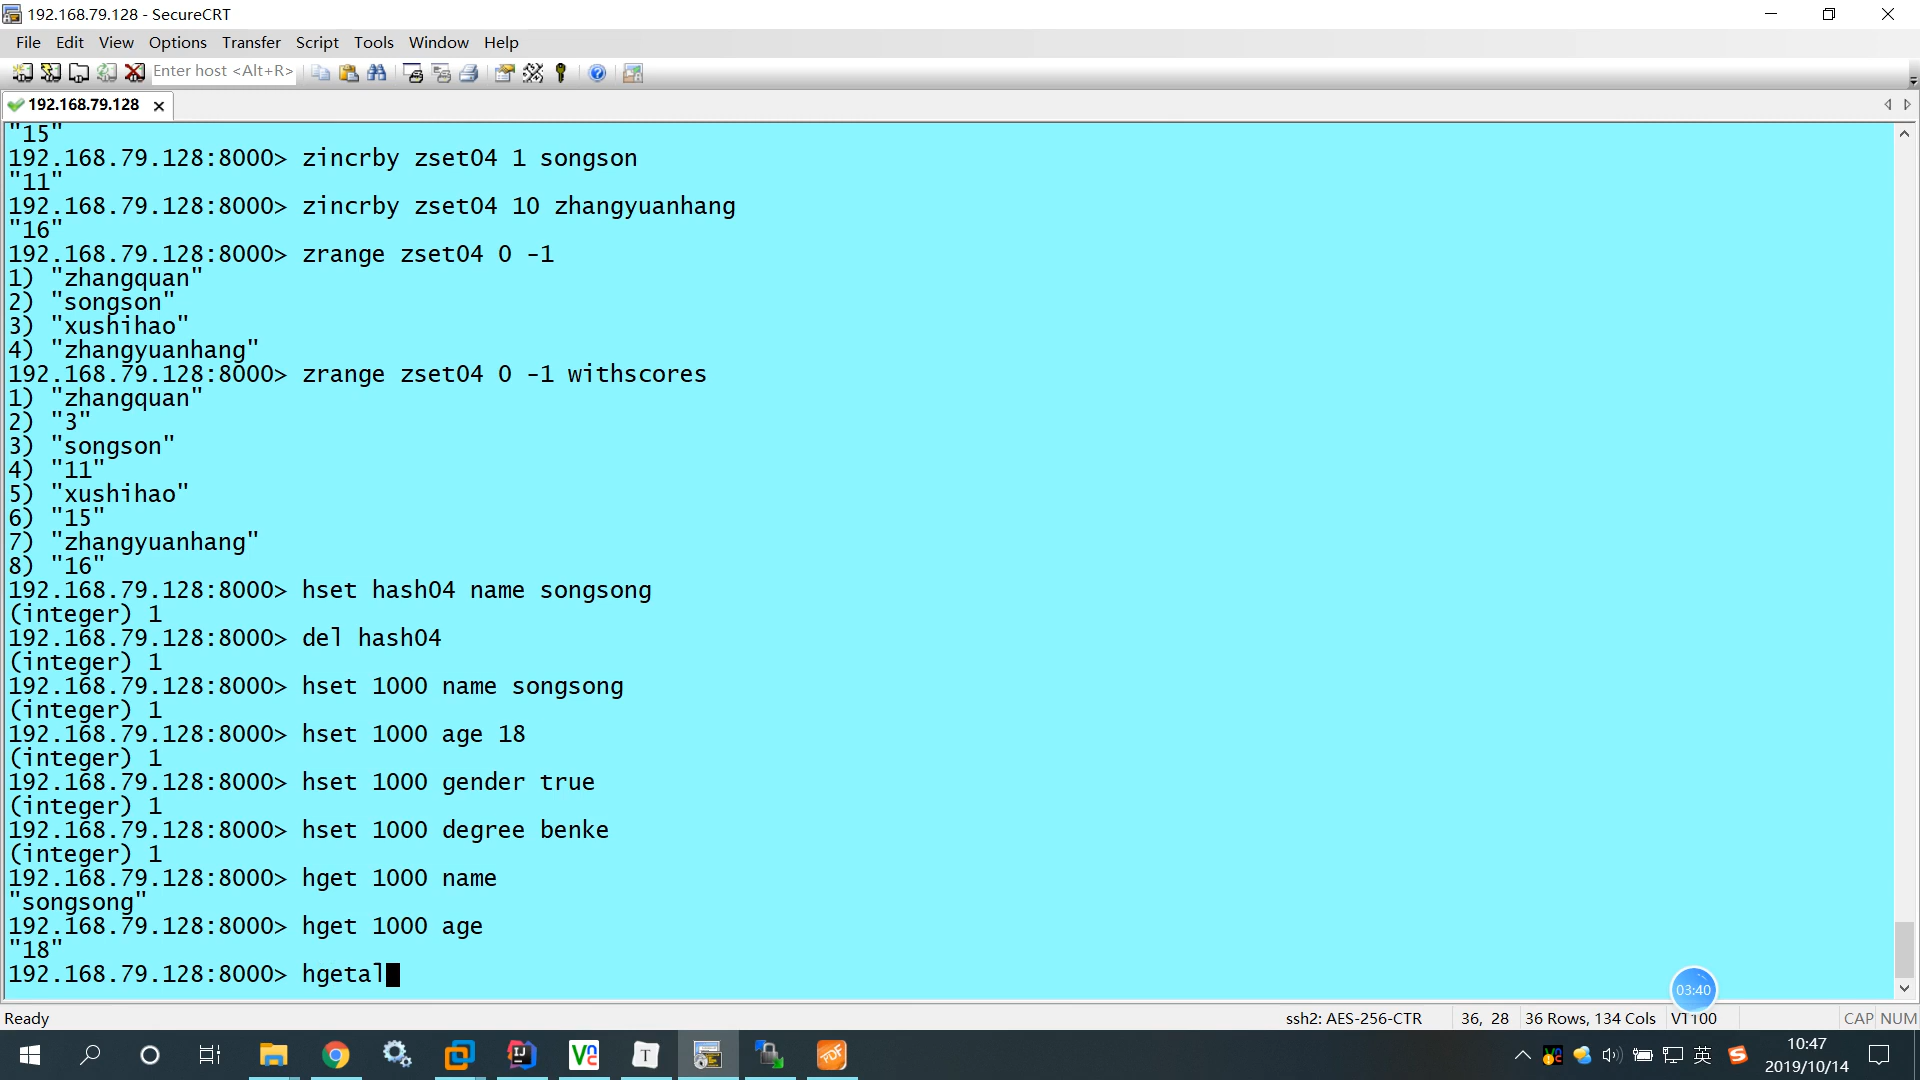 192.168.79.128 - SecureCRT
File Edit View Options Transfer Script Tools Window Help
Enter host <Alt+R>
192.168.79.128
"15"
192.168.79.128:8000> zincrby zset04 1 songson
"11"
192.168.79.128:8000> zincrby zset04 10 zhangyuanhang
"16"
192.168.79.128:8000> zrange zset04 0 -1
1) "zhangquan"
2) "songson"
3) "xushihao"
4) "zhangyuanhang"
192.168.79.128:8000> zrange zset04 0 -1 withscores
1) "zhangquan"
2) "3"
3) "songson"
4) "11"
5) "xushihao"
6) "15"
7) "zhangyuanhang"
8) "16"
192.168.79.128:8000> hset hash04 name songsong
(integer) 1
192.168.79.128:8000> del hash04
(integer) 1
192.168.79.128:8000> hset 1000 name songsong
(integer) 1
192.168.79.128:8000> hset 1000 age 18
(integer) 1
192.168.79.128:8000> hset 1000 gender true
(integer) 1
192.168.79.128:8000> hset 1000 degree benke
(integer) 1
192.168.79.128:8000> hget 1000 name
"songsong"
192.168.79.128:8000> hget 1000 age
"18"
192.168.79.128:8000> hgetal
03:40
Ready ssh2: AES-256-CTR 36, 28 36 Rows, 134 Cols VT100 CAP NUM
英 10:47
2019/10/14